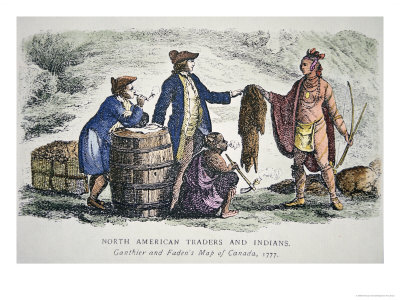 NORTH AMERICAN TRADERS AND INDIANS.
Gauthier and Faden's Map of Canada, 1777.